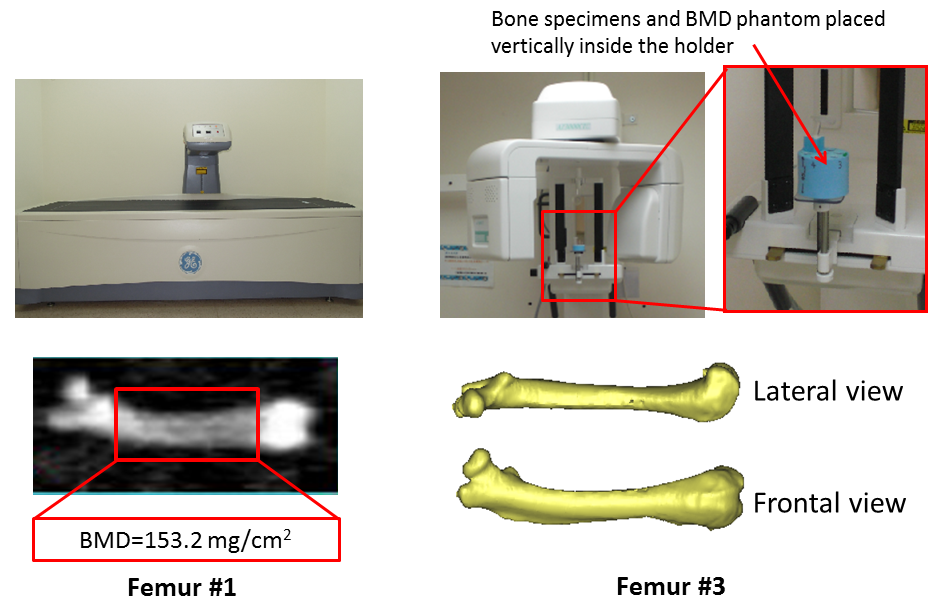 Bone specimens and BMD phantom placed
vertically inside the holder
GE
Lateral view
Frontal view
BMD=153.2 mg/cm²
Femur #1
Femur #3